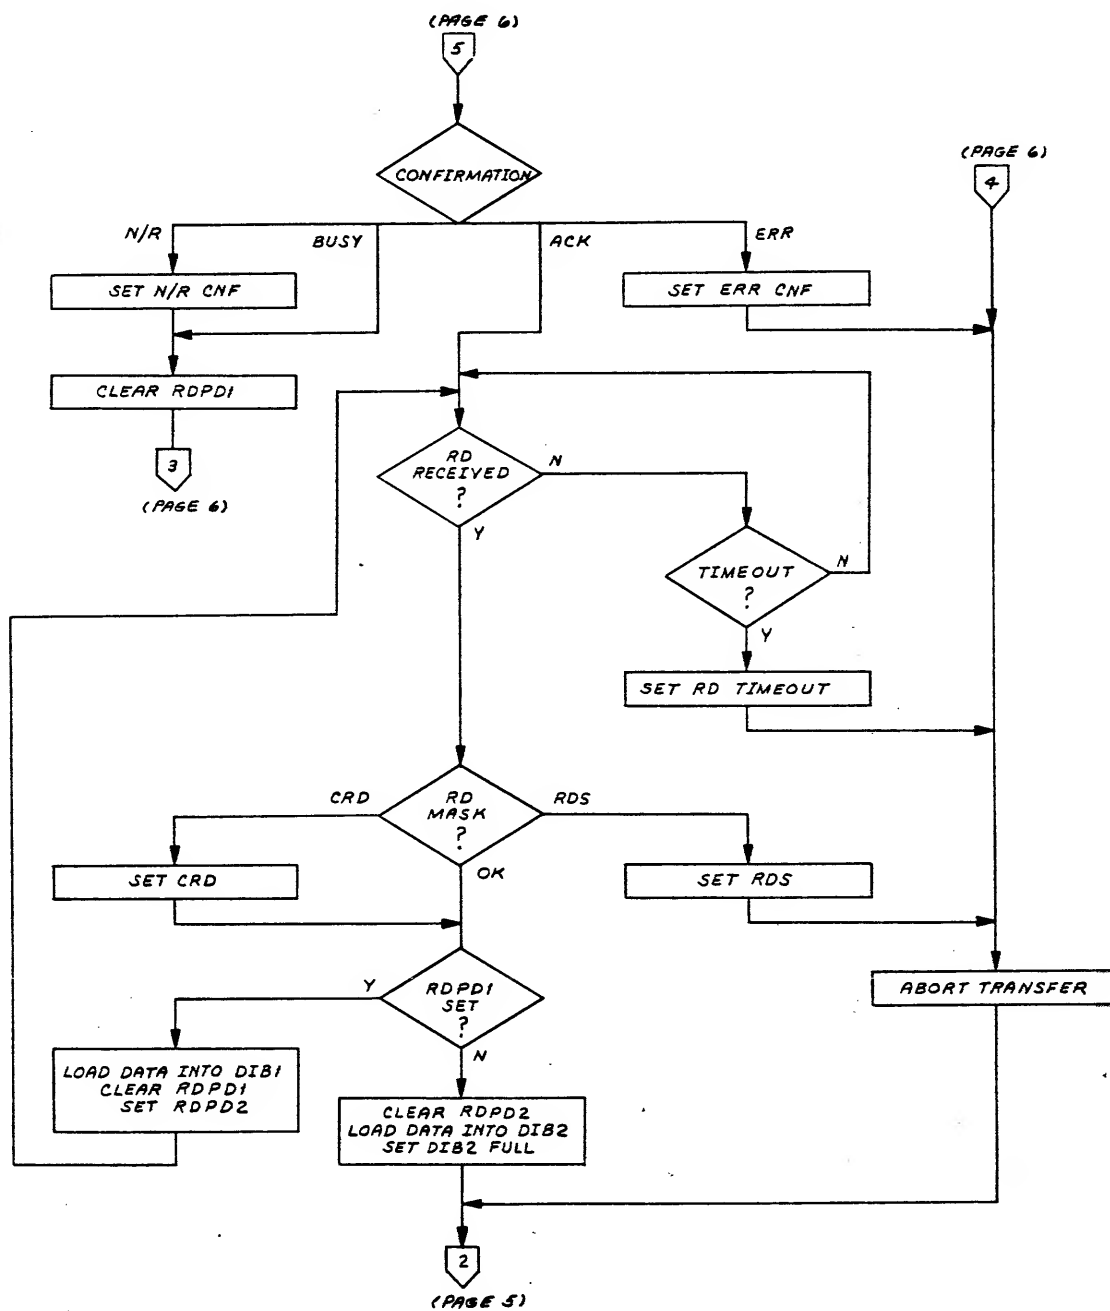 (PAGE 6)
5
CONFIRMATION
(PAGE 6)
4
N/R
BUSY
ACK
ERR
SET N/R CNF
SET ERR CNF
CLEAR RDPD1
3
(PAGE 6)
RD
RECEIVED
?
N
Y
TIMEOUT
?
N
Y
SET RD TIMEOUT
CRD
RD
MASK
?
RDS
OK
SET CRD
SET RDS
Y
RDPD1
SET
?
N
ABORT TRANSFER
LOAD DATA INTO DIB1
CLEAR RDPD1
SET RDPD2
CLEAR RDPD2
LOAD DATA INTO DIB2
SET DIB2 FULL
2
(PAGE 5)